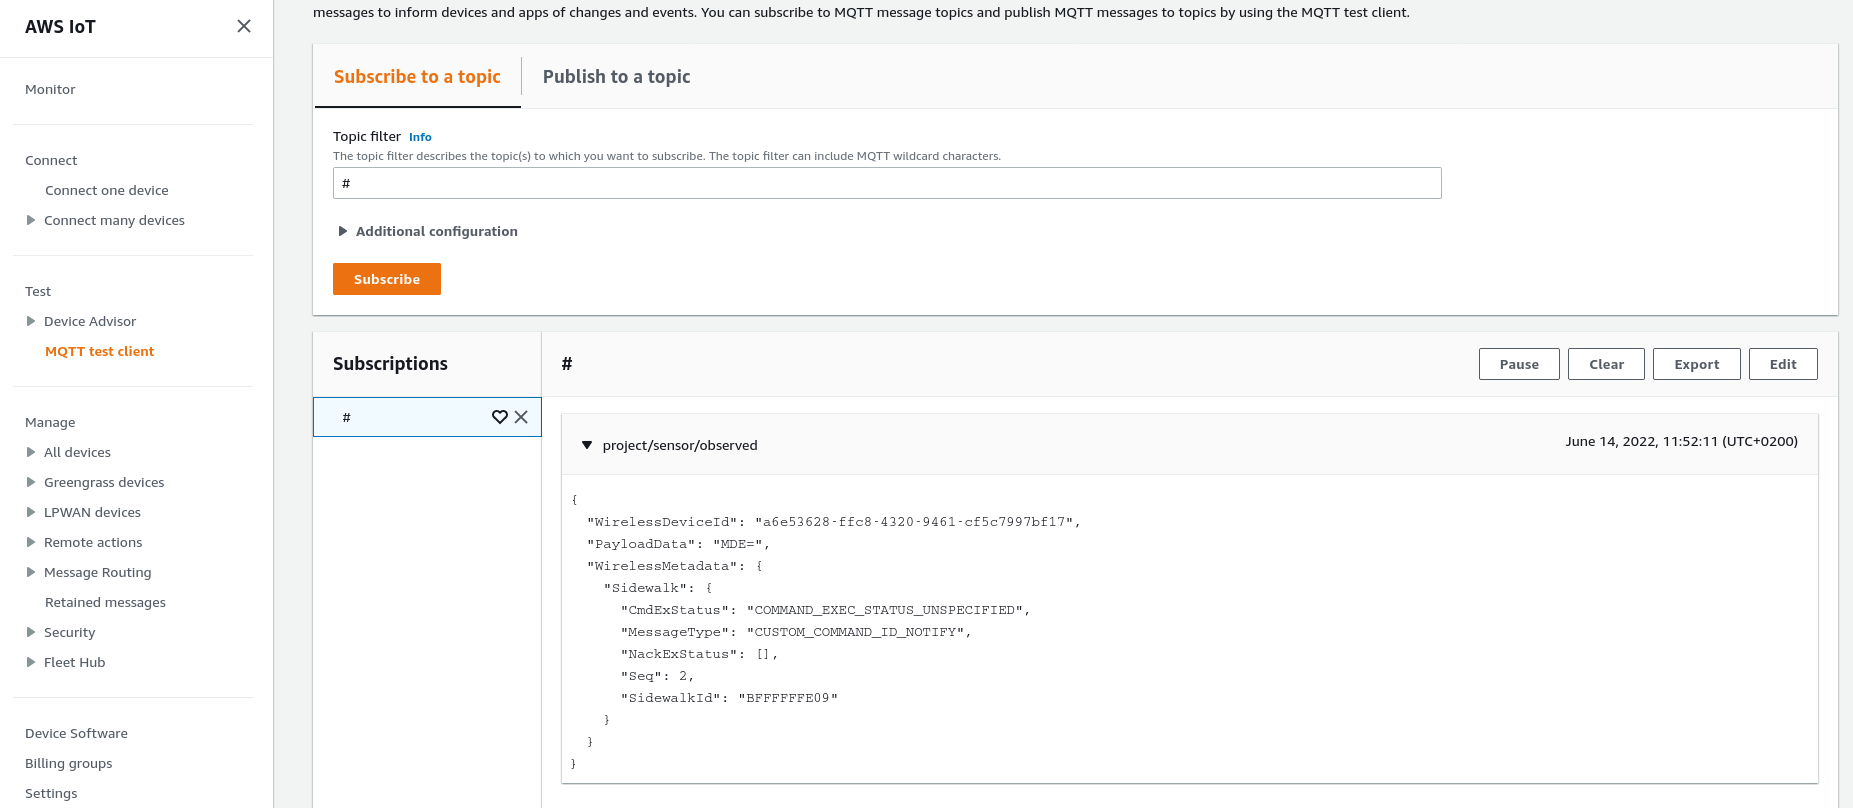 AWS IoT
Monitor
Connect
Connect one device
Connect many devices
Test
Device Advisor
MQTT test client
Manage
All devices
Greengrass devices
LPWAN devices
Remote actions
Message Routing
Retained messages
Security
Fleet Hub
Device Software
Billing groups
Settings
messages to inform devices and apps of changes and events. You can subscribe to MQTT message topics and publish MQTT messages to topics by using the MQTT test client.
Subscribe to a topic
Publish to a topic
Topic filter Info
The topic filter describes the topic(s) to which you want to subscribe. The topic filter can include MQTT wildcard characters.
#
Additional configuration
Subscribe
Subscriptions
#
#
Pause
Clear
Export
Edit
project/sensor/observed
June 14, 2022, 11:52:11 (UTC+0200)
{
"WirelessDeviceId": "a6e53628-ffc8-4320-9461-cf5c7997bf17",
"PayloadData": "MDE=",
"WirelessMetadata": {
"Sidewalk": {
"CmdExStatus": "COMMAND_EXEC_STATUS_UNSPECIFIED",
"MessageType": "CUSTOM_COMMAND_ID_NOTIFY",
"NackExStatus": [],
"Seq": 2,
"SidewalkId": "BFFFFFFE09"
}
}
}